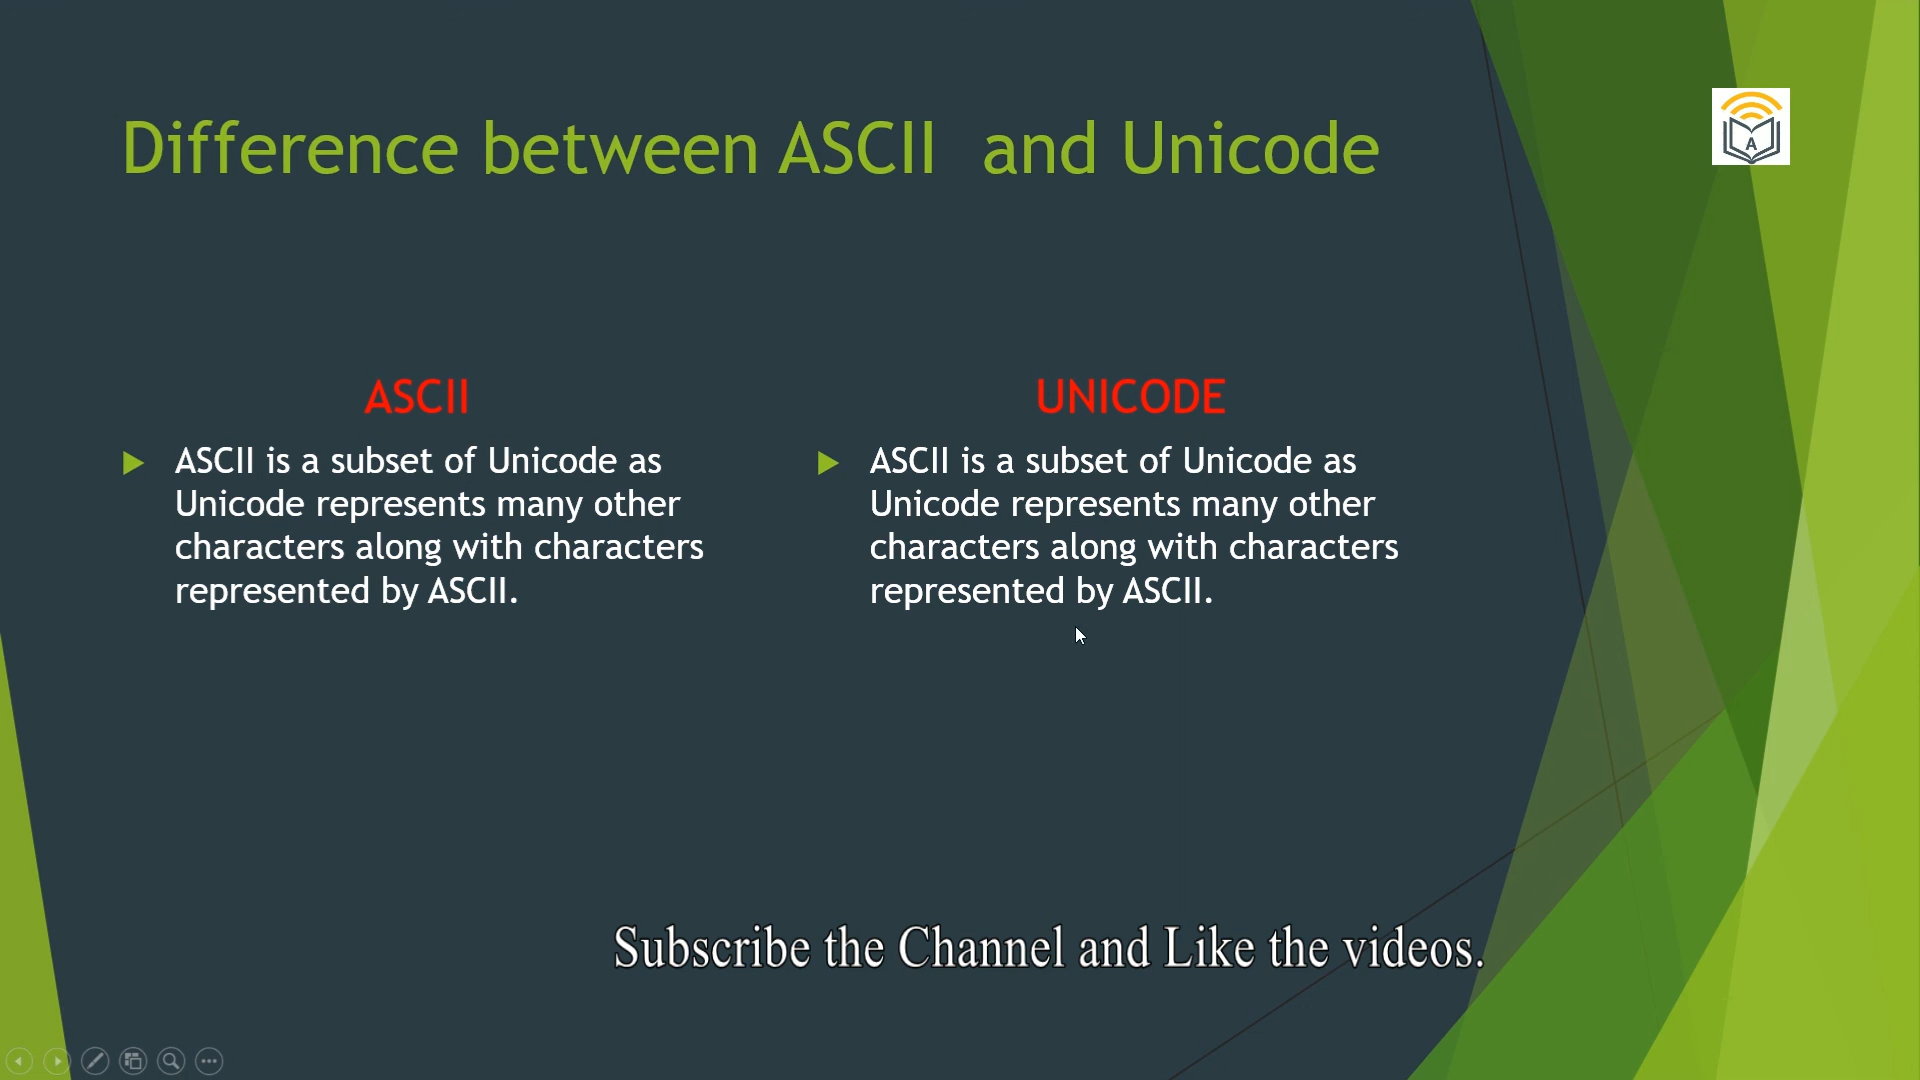 Difference between ASCII and Unicode
A
ASCII
ASCII is a subset of Unicode as
Unicode represents many other
characters along with characters
represented by ASCII.
UNICODE
ASCII is a subset of Unicode as
Unicode represents many other
characters along with characters
represented by ASCII.
Subscribe the Channel and Like the videos.